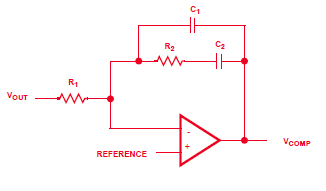 C1
R2
C2
R1
VOUT
-
+
REFERENCE
VCOMP